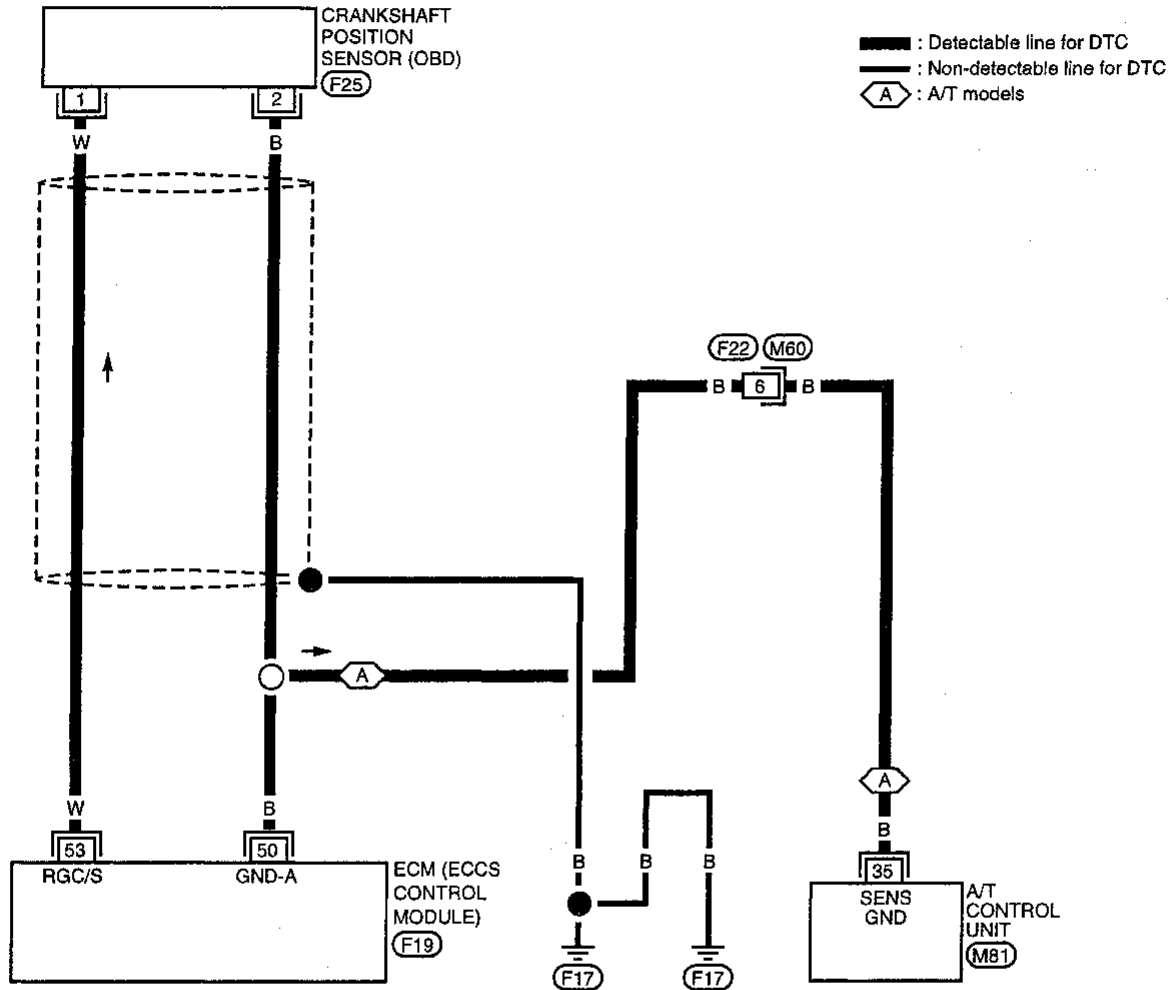 CRANKSHAFT
POSITION
SENSOR (OBD)
F25
: Detectable line for DTC
: Non-detectable line for DTC
A : A/T models
1 2
W B
F22 M60
B 6 B
A
A
W B
B
53 50
RGC/S GND-A
ECM (ECCS
CONTROL
MODULE)
F19
B B B
F17 F17
35
SENS
GND
A/T
CONTROL
UNIT
M81